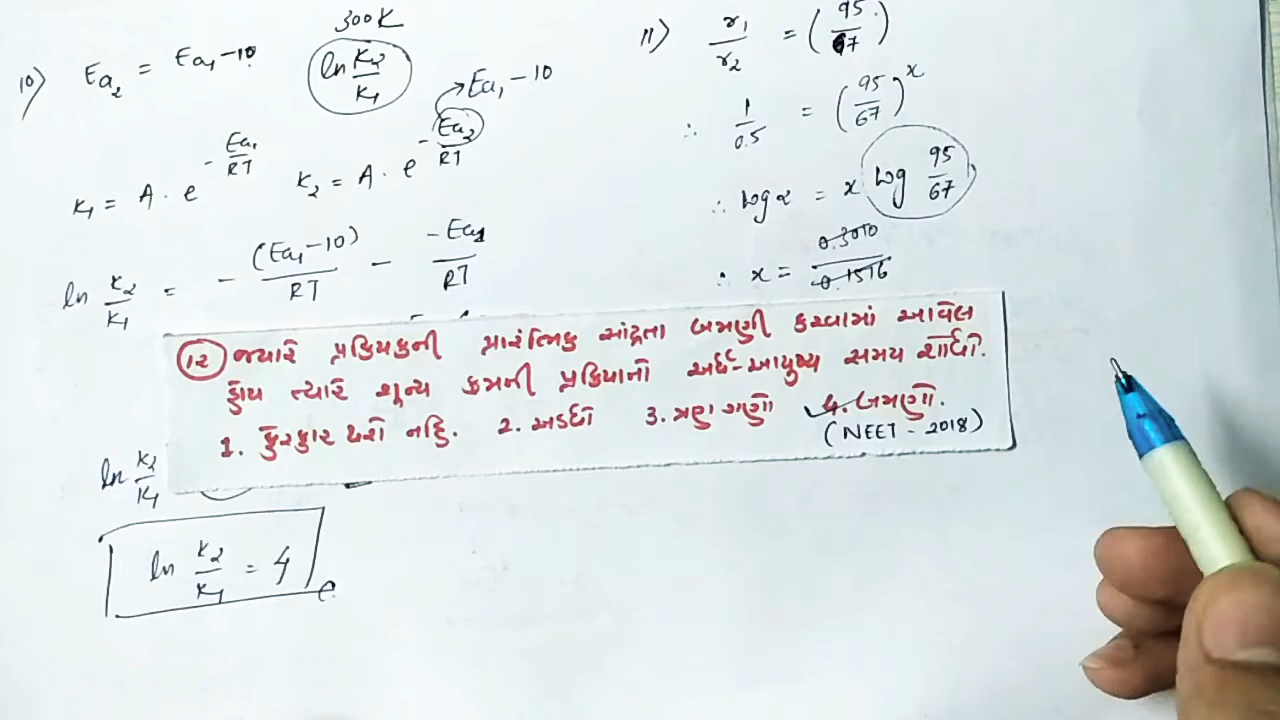 10) Ea₂ = Ea₁ - 10
300K
ln K₂/K₁
Ea₁ - 10
K₁ = A · e^(-Ea₁/RT) K₂ = A · e^(-Ea₂/RT)
ln K₂/K₁ = - (Ea₁-10)/RT - -Ea₁/RT
ln K₂/K₁
ln K₂/K₁ = 4
11) r₁/r₂ = (95/67)
∴ 1/0.5 = (95/67)^x
∴ log 2 = x log 95/67
∴ x = 0.3010/0.1516
12 જ્યારે પ્રક્રિયકની પ્રારંભિક સાંદ્રતા બમણી કરવામાં આવેલ
હોય ત્યારે શૂન્ય ક્રમની પ્રક્રિયાનો અર્ધ-આયુષ્ય સમય શોધો.
1. ફેરફાર થશે નહિ. 2. અડધો 3. ત્રણ ગણો 4. બમણો.
(NEET - 2018)